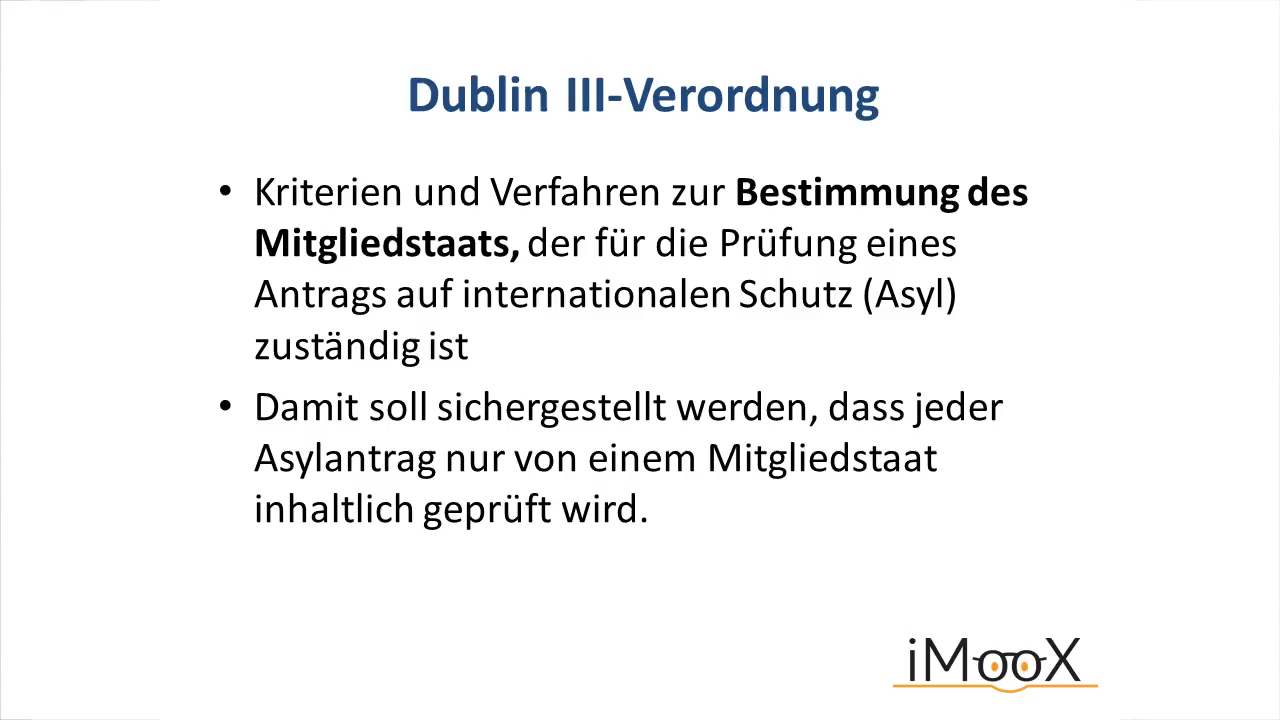 Dublin III-Verordnung
• Kriterien und Verfahren zur Bestimmung des
Mitgliedstaats, der für die Prüfung eines
Antrags auf internationalen Schutz (Asyl)
zuständig ist
• Damit soll sichergestellt werden, dass jeder
Asylantrag nur von einem Mitgliedstaat
inhaltlich geprüft wird.
iMooX